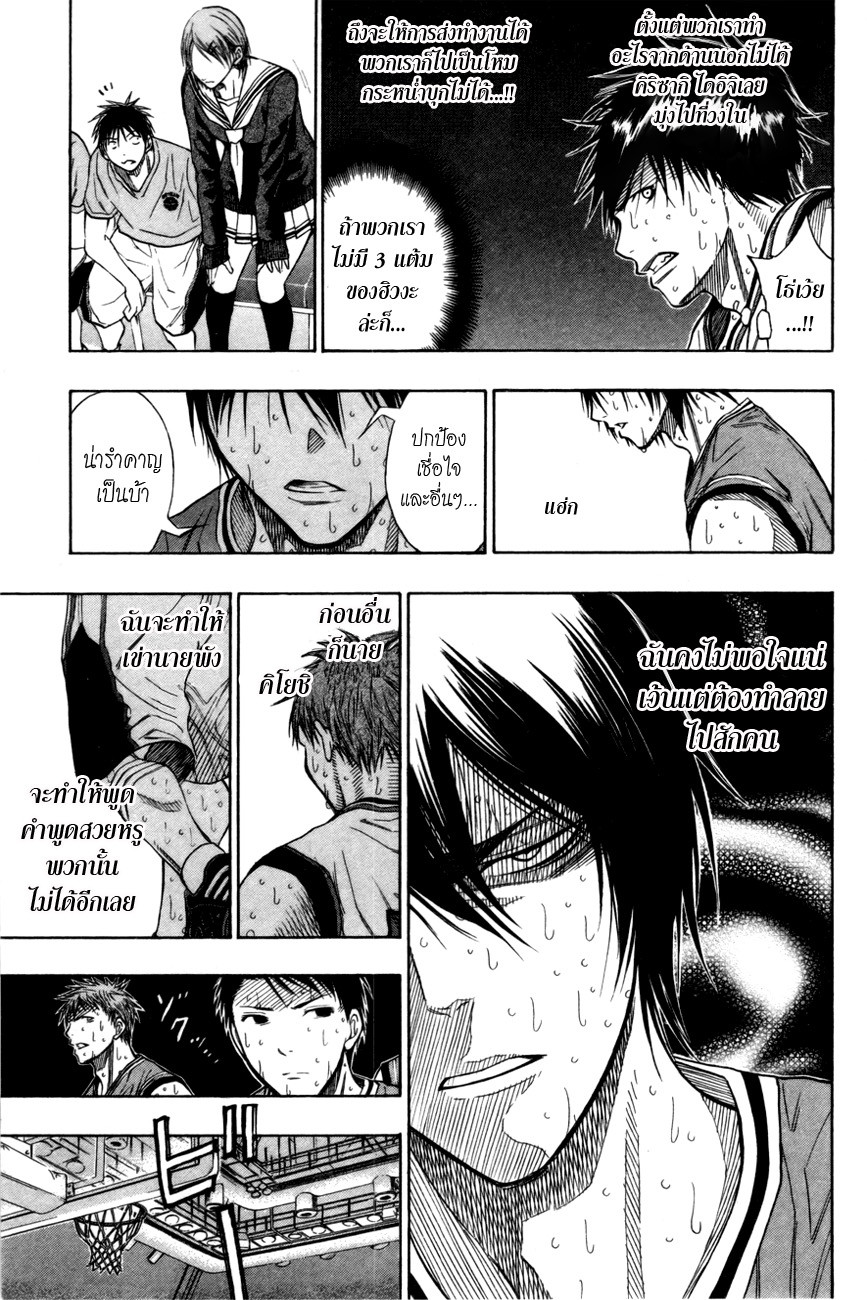 ตั้งแต่พวกเราทำ
อะไรจากด้านนอกไม่ได้
คิริซากิ ไดอิจิเลย
มุ่งไปที่วงใน
โธ่เว้ย
...!!
ถึงจะให้การส่งทำงานได้
พวกเราก็ไปเป็นโหม
กระหน่ำบุกไม่ได้...!!
ถ้าพวกเรา
ไม่มี 3 แต้ม
ของฮิวงะ
ล่ะก็...
แฮ่ก
ปกป้อง
เชื่อใจ
และอื่นๆ...
น่ารำคาญ
เป็นบ้า
ฉันคงไม่พอใจแน่
เว้นแต่ต้องทำลาย
ไปสักคน
ก่อนอื่น
ก็นาย
คิโยชิ
ฉันจะทำให้
เข่านายพัง
จะทำให้พูด
คำพูดสวยหรู
พวกนั้น
ไม่ได้อีกเลย